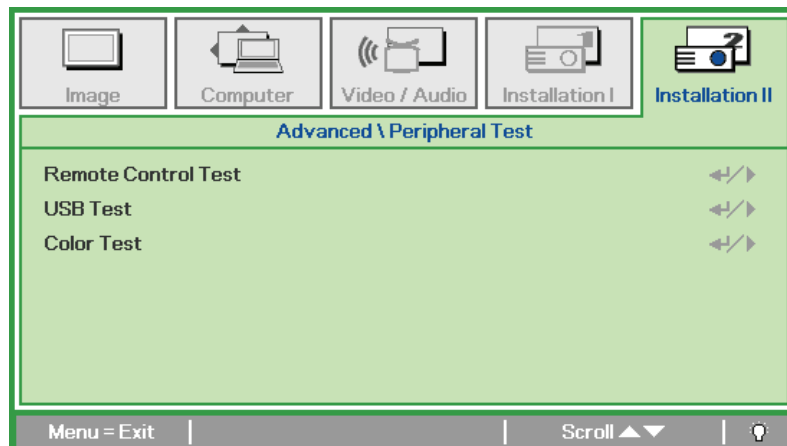 Image Computer Video / Audio Installation I Installation II
Advanced \ Peripheral Test
Remote Control Test
USB Test
Color Test
Menu = Exit Scroll